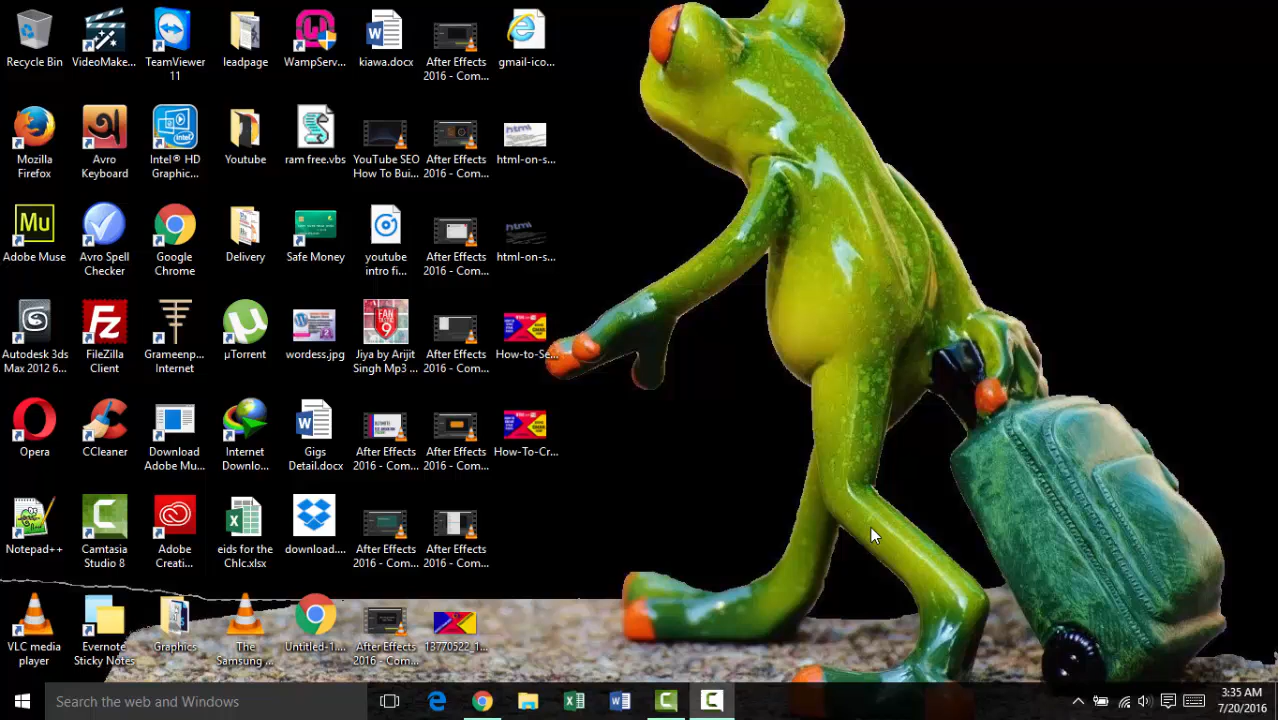 Recycle Bin
VideoMake...
TeamViewer
11
leadpage
WampServ...
kiawa.docx
After Effects
2016 - Com...
gmail-ico...
Mozilla
Firefox
Avro
Keyboard
Intel® HD
Graphic...
Youtube
ram free.vbs
YouTube SEO
How To Bui...
After Effects
2016 - Com...
html-on-s...
Mu
Adobe Muse
Avro Spell
Checker
Google
Chrome
Delivery
Safe Money
youtube
intro fi...
After Effects
2016 - Com...
html-on-s...
Autodesk 3ds
Max 2012 6...
FileZilla
Client
Grameenp...
µTorrent
wordess.jpg
Jiya by Arijit
Singh Mp3 ...
After Effects
2016 - Com...
How-to-Se...
Opera
CCleaner
Download
Adobe Mu...
Internet
Downlo...
Gigs
Detail.docx
After Effects
2016 - Com...
After Effects
2016 - Com...
How-To-Cr...
Notepad++
Camtasia
Studio 8
Adobe
Creati...
eids for the
Chlc.xlsx
download....
After Effects
2016 - Com...
After Effects
2016 - Com...
VLC media
player
Evernote
Sticky Notes
Graphics
The
Samsung ...
Untitled-1....
After Effects
2016 - Com...
13770522_1...
Search the web and Windows
3:35 AM
7/20/2016